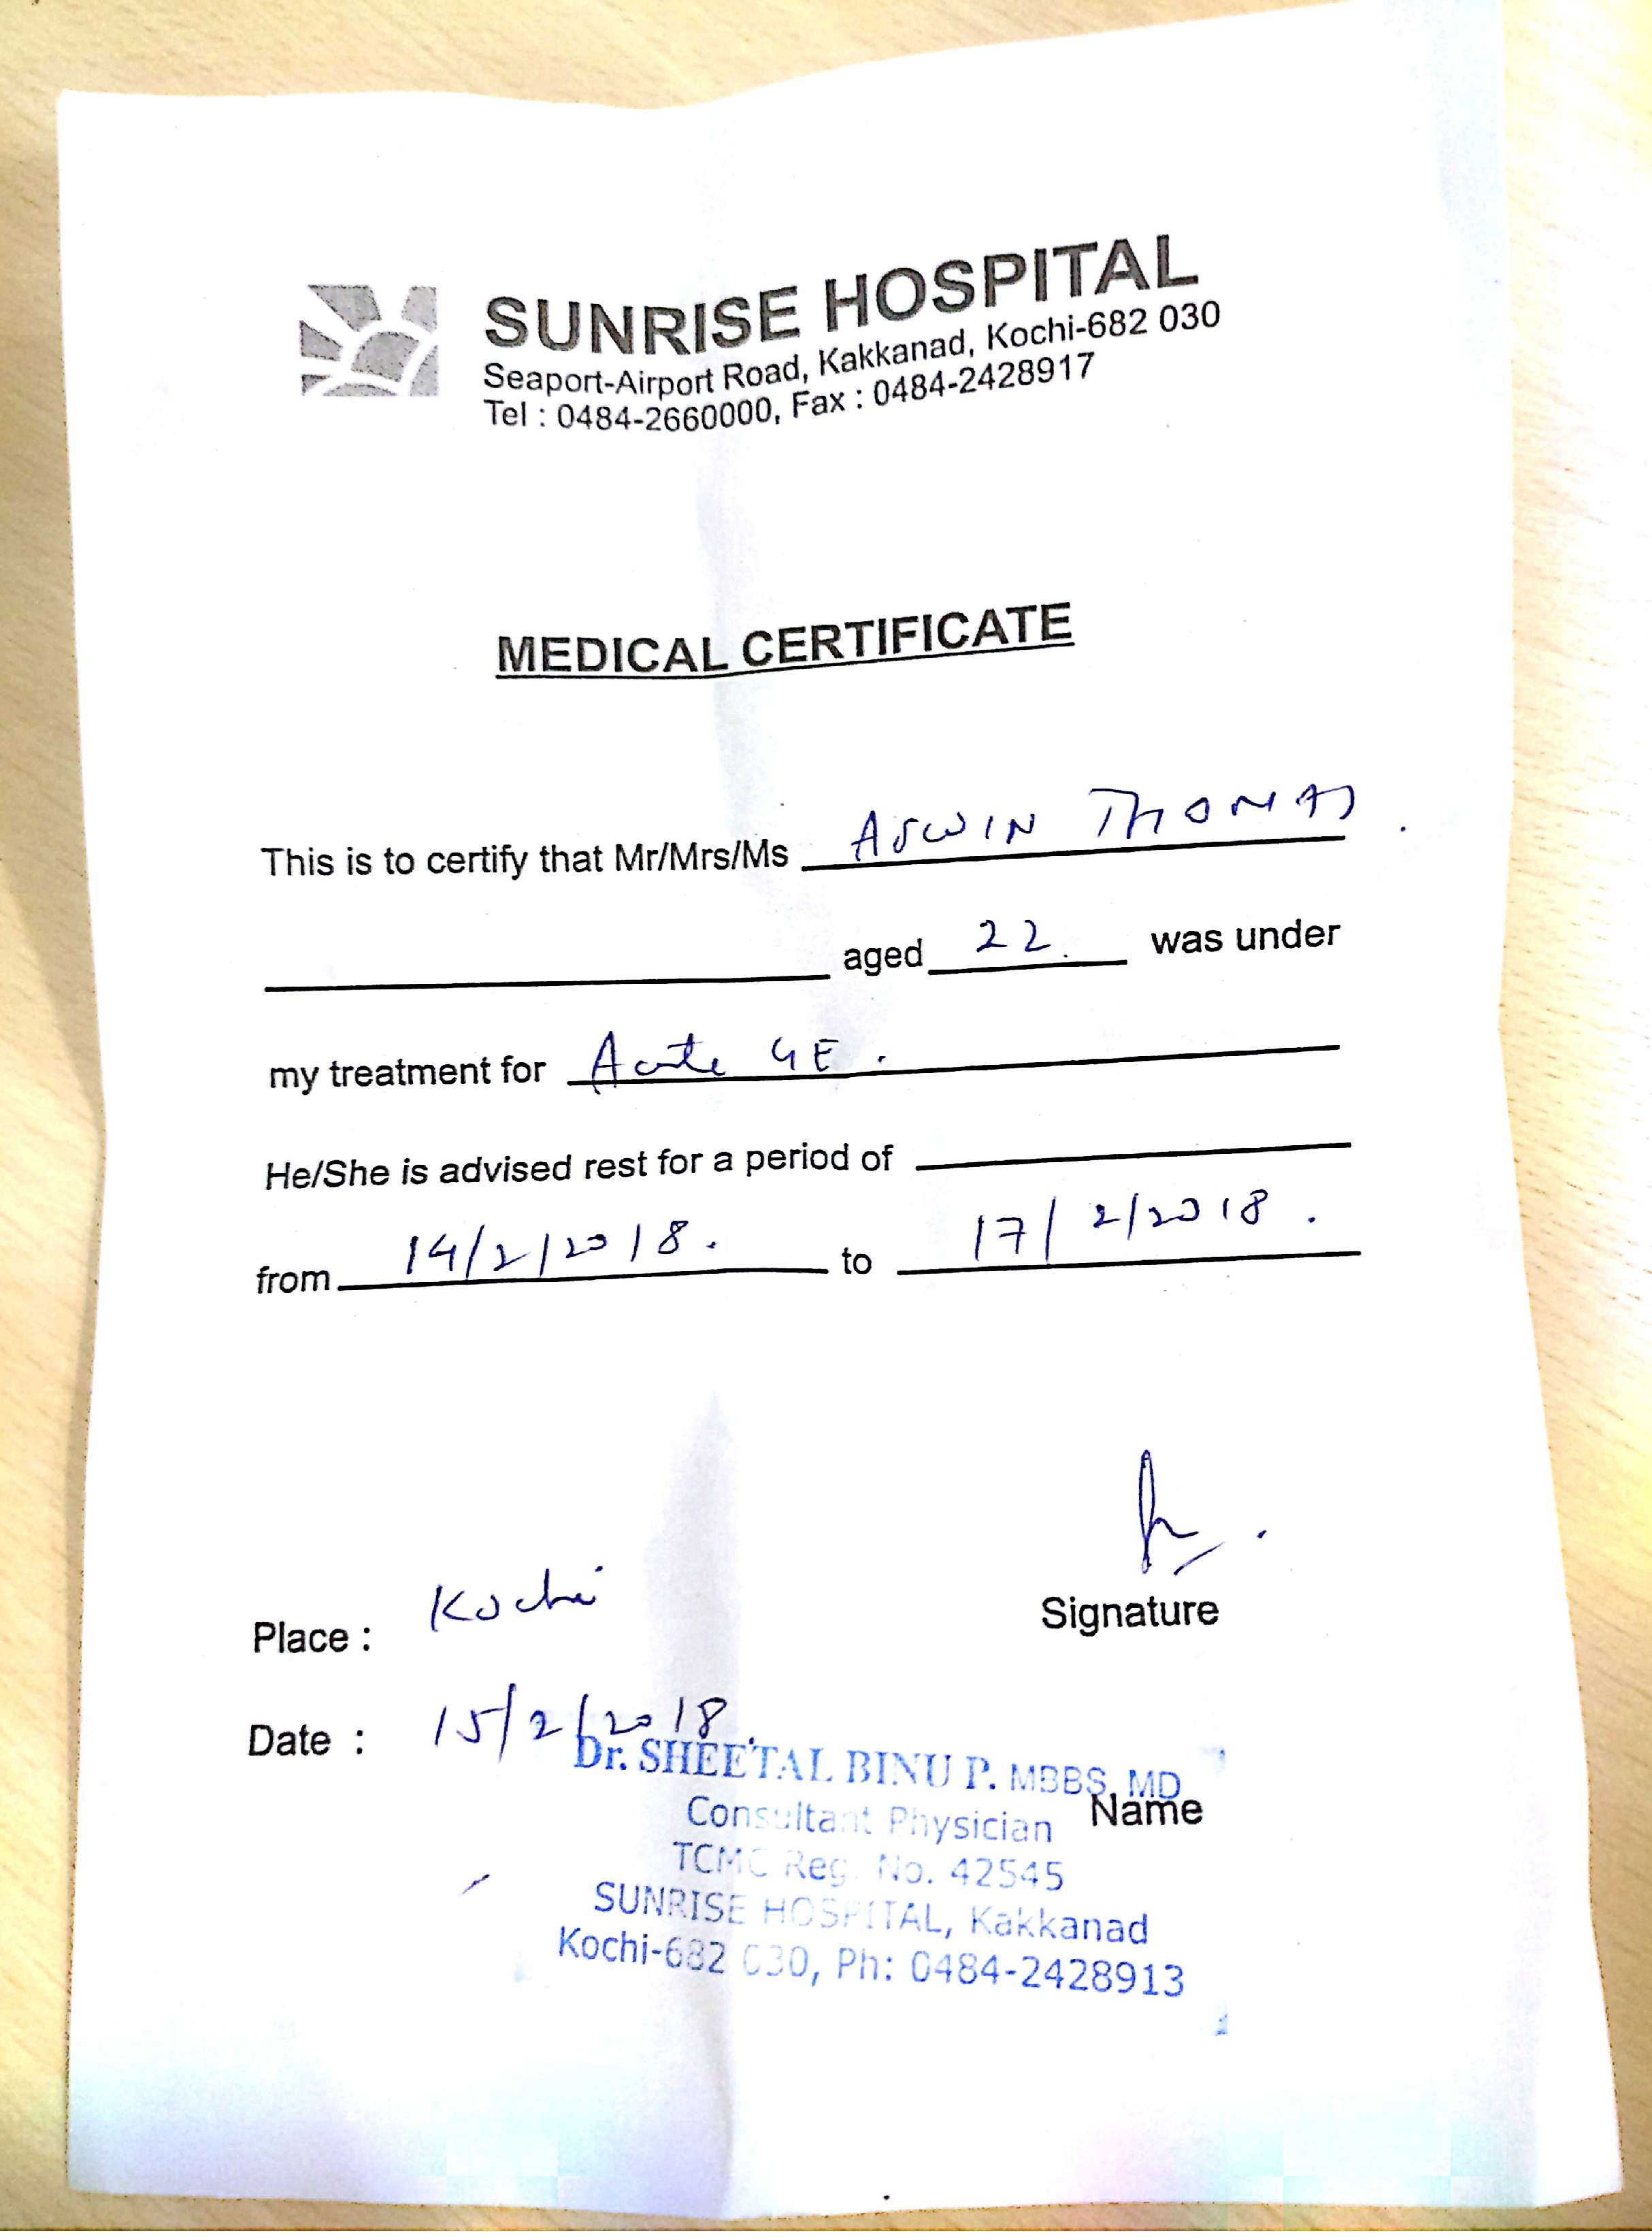 SUNRISE HOSPITAL
Seaport-Airport Road, Kakkanad, Kochi-682 030
Tel : 0484-2660000, Fax : 0484-2428917
MEDICAL CERTIFICATE
This is to certify that Mr/Mrs/Ms ASWIN THOMAS
aged 22. was under
my treatment for Acute GE.
He/She is advised rest for a period of
from 14/2/2018. to 17/2/2018.
Signature
Place : Kochi
Date : 15/2/2018.
Dr. SHEETAL BINU P. MBBS, MD
Name
Consultant Physician
TCMC Reg. No. 42545
SUNRISE HOSPITAL, Kakkanad
Kochi-682 030, Ph: 0484-2428913